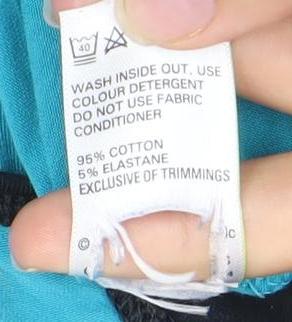 40
WASH INSIDE OUT. USE
COLOUR DETERGENT
DO NOT USE FABRIC
CONDITIONER
95% COTTON
5% ELASTANE
EXCLUSIVE OF TRIMMINGS
©